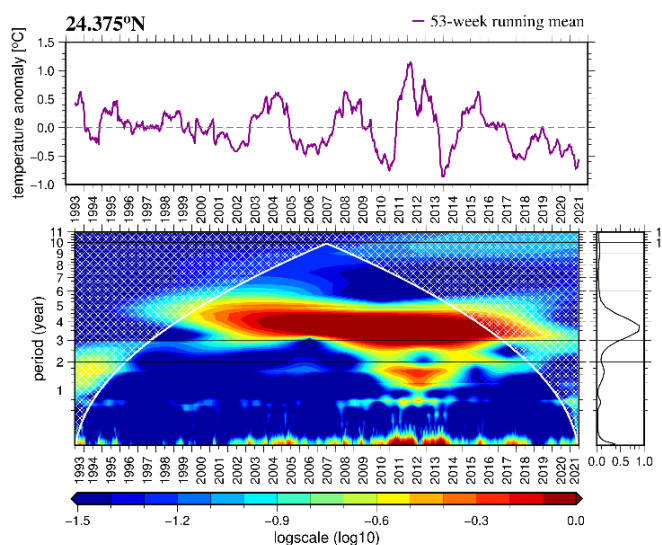 24.375°N
53-week running mean
temperature anomaly [°C]
1.5
1.0
0.5
0.0
−0.5
−1.0
1993 1994 1995 1996 1997 1998 1999 2000 2001 2002 2003 2004 2005 2006 2007 2008 2009 2010 2011 2012 2013 2014 2015 2016 2017 2018 2019 2020 2021
period (year)
11
10
9
8
7
6
5
4
3
2
1
1993 1994 1995 1996 1997 1998 1999 2000 2001 2002 2003 2004 2005 2006 2007 2008 2009 2010 2011 2012 2013 2014 2015 2016 2017 2018 2019 2020 2021
1
1
0.0 0.5 1.0
−1.5 −1.2 −0.9 −0.6 −0.3 0.0
logscale (log10)